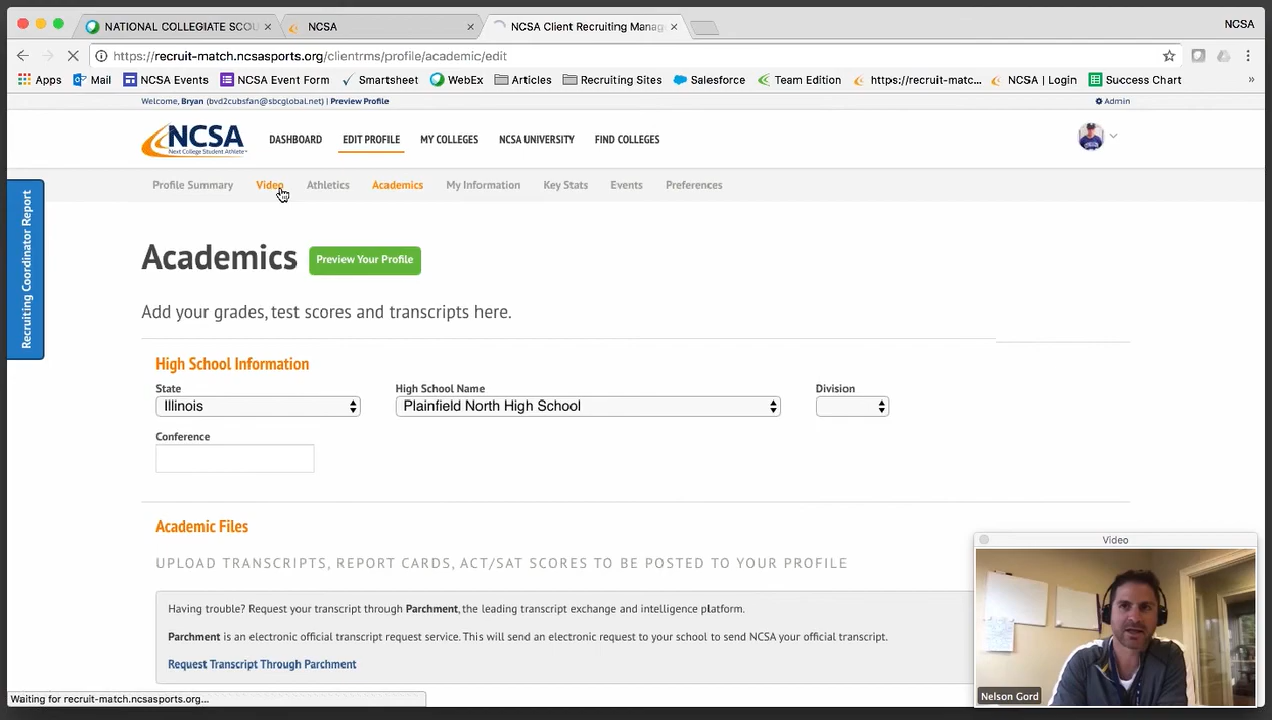 NATIONAL COLLEGIATE SCOU
NCSA
NCSA Client Recruiting Manag
NCSA
https://recruit-match.ncsasports.org/clientrms/profile/academic/edit
Apps Mail NCSA Events NCSA Event Form Smartsheet WebEx Articles Recruiting Sites Salesforce Team Edition https://recruit-matc... NCSA | Login Success Chart »
Welcome, Bryan (bvd2cubsfan@sbcglobal.net) | Preview Profile
Admin
NCSA
Next College Student Athlete
DASHBOARD EDIT PROFILE MY COLLEGES NCSA UNIVERSITY FIND COLLEGES
Profile Summary Video Athletics Academics My Information Key Stats Events Preferences
Recruiting Coordinator Report
Academics
Preview Your Profile
Add your grades, test scores and transcripts here.
High School Information
State High School Name Division
Illinois Plainfield North High School
Conference
Academic Files
UPLOAD TRANSCRIPTS, REPORT CARDS, ACT/SAT SCORES TO BE POSTED TO YOUR PROFILE
Having trouble? Request your transcript through Parchment, the leading transcript exchange and intelligence platform.
Parchment is an electronic official transcript request service. This will send an electronic request to your school to send NCSA your official transcript.
Request Transcript Through Parchment
Waiting for recruit-match.ncsasports.org...
Video
Nelson Gord